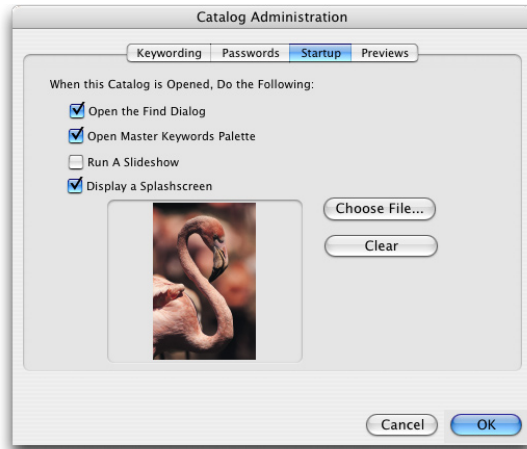 Catalog Administration
Keywording Passwords Startup Previews
When this Catalog is Opened, Do the Following:
Open the Find Dialog
Open Master Keywords Palette
Run A Slideshow
Display a Splashscreen
Choose File...
Clear
Cancel OK